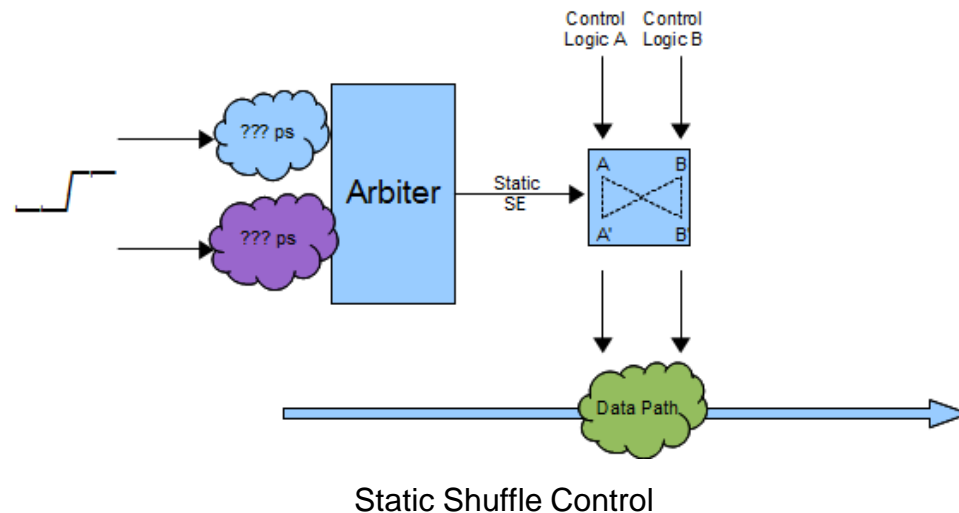 Control
Logic A
Control
Logic B
??? ps
Arbiter
Static
SE
A
B
A'
B'
??? ps
Data Path
Static Shuffle Control